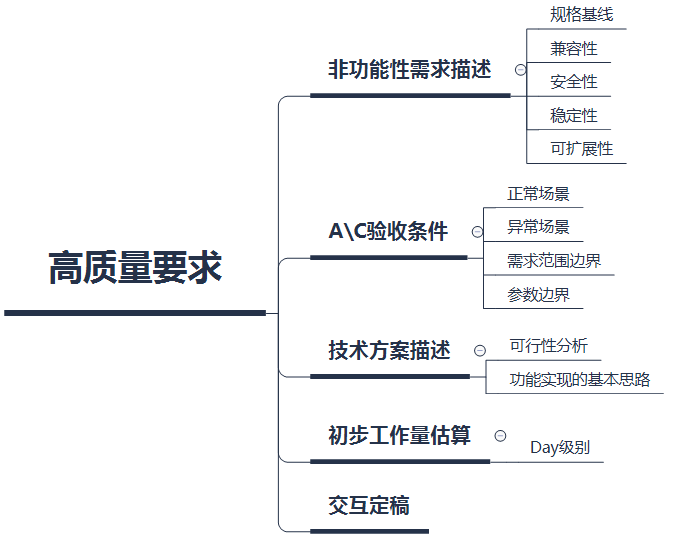 高质量要求
非功能性需求描述
规格基线
兼容性
安全性
稳定性
可扩展性
A\C验收条件
正常场景
异常场景
需求范围边界
参数边界
技术方案描述
可行性分析
功能实现的基本思路
初步工作量估算
Day级别
交互定稿